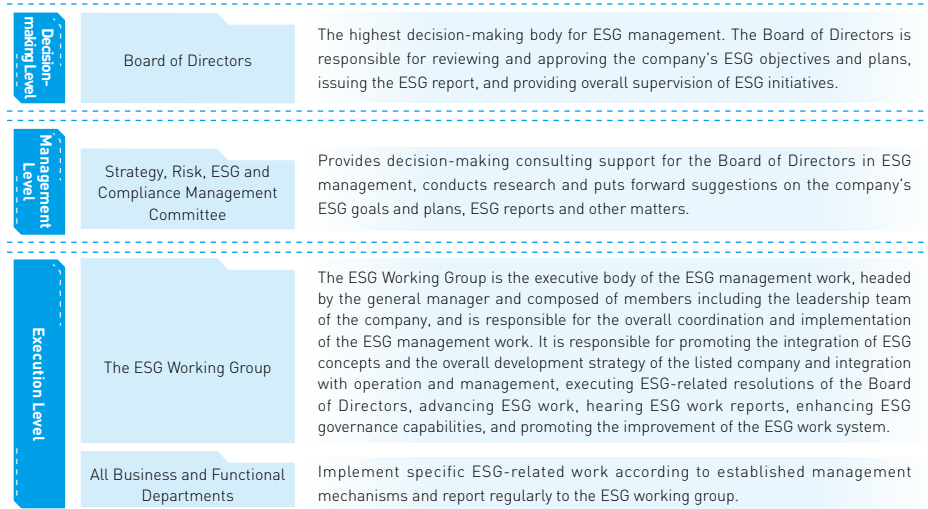 Decision-
making Level
Board of Directors
The highest decision-making body for ESG management. The Board of Directors is
responsible for reviewing and approving the company's ESG objectives and plans,
issuing the ESG report, and providing overall supervision of ESG initiatives.
Management
Level
Strategy, Risk, ESG and
Compliance Management
Committee
Provides decision-making consulting support for the Board of Directors in ESG
management, conducts research and puts forward suggestions on the company's
ESG goals and plans, ESG reports and other matters.
Execution Level
The ESG Working Group
The ESG Working Group is the executive body of the ESG management work, headed
by the general manager and composed of members including the leadership team
of the company, and is responsible for the overall coordination and implementation
of the ESG management work. It is responsible for promoting the integration of ESG
concepts and the overall development strategy of the listed company and integration
with operation and management, executing ESG-related resolutions of the Board
of Directors, advancing ESG work, hearing ESG work reports, enhancing ESG
governance capabilities, and promoting the improvement of the ESG work system.
All Business and Functional
Departments
Implement specific ESG-related work according to established management
mechanisms and report regularly to the ESG working group.